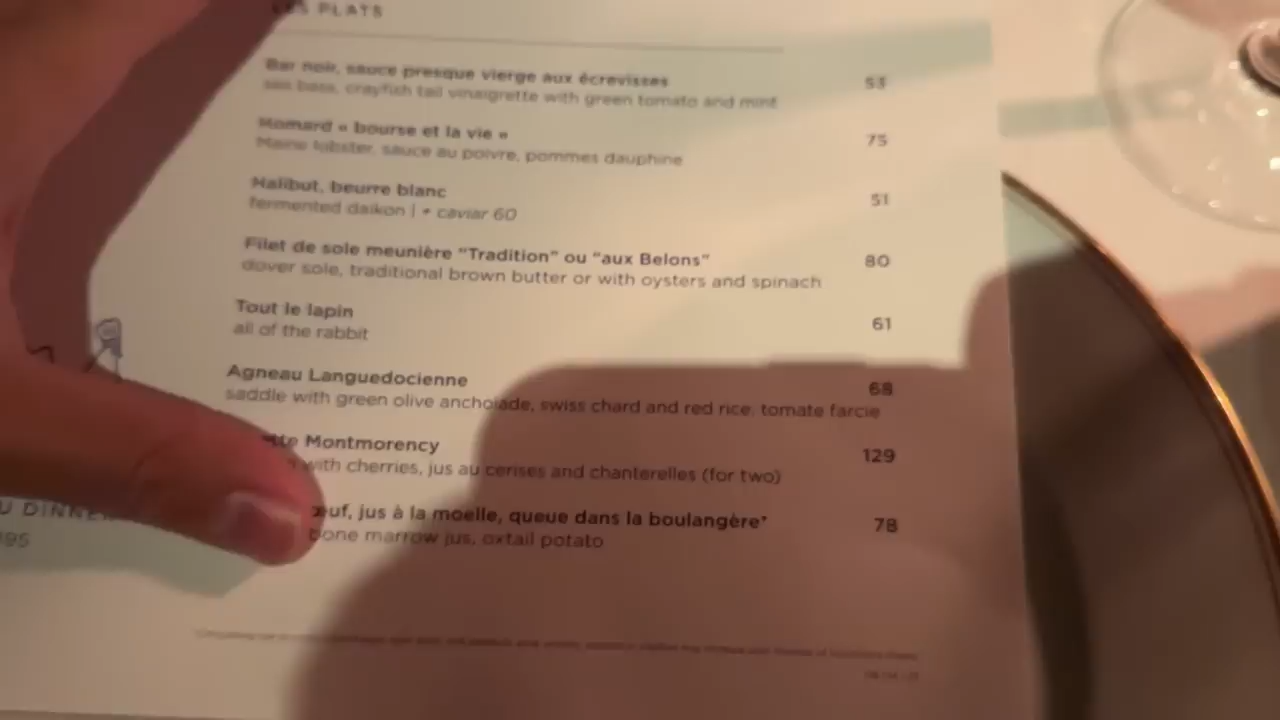 LES PLATS
Bar noir, sauce presque vierge aux écrevisses 53
sea bass, crayfish tail vinaigrette with green tomato and mint
Homard « bourse et la vie » 75
Maine lobster, sauce au poivre, pommes dauphine
Halibut, beurre blanc 51
fermented daikon | + caviar 60
Filet de sole meunière "Tradition" ou "aux Belons" 80
dover sole, traditional brown butter or with oysters and spinach
Tout le lapin 61
all of the rabbit
Agneau Languedocienne 68
saddle with green olive anchoiade, swiss chard and red rice, tomate farcie
Montmorency 129
with cherries, jus au cerises and chanterelles (for two)
œuf, jus à la moelle, queue dans la boulangère* 78
bone marrow jus, oxtail potato
U DINNE
195